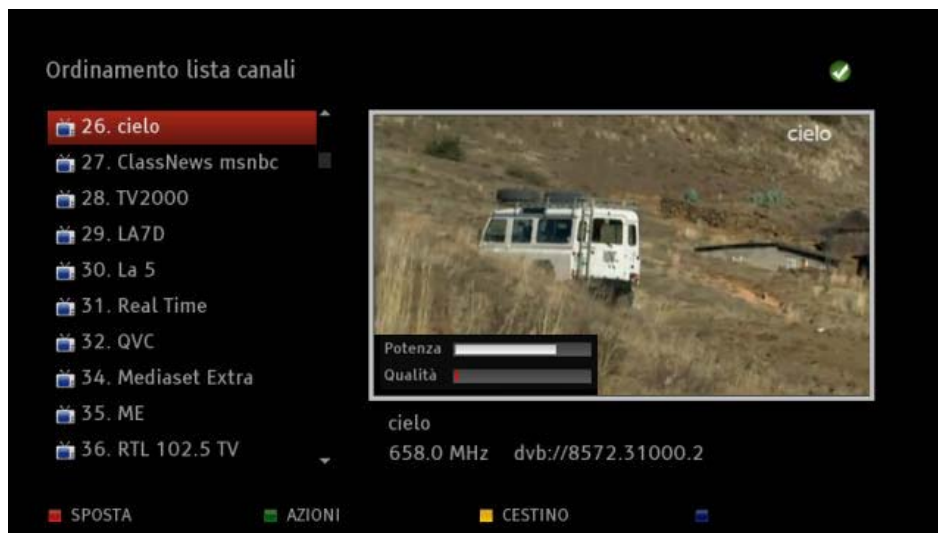 Ordinamento lista canali
26. cielo
27. ClassNews msnbc
28. TV2000
29. LA7D
30. La 5
31. Real Time
32. QVC
34. Mediaset Extra
35. ME
36. RTL 102.5 TV
cielo
Potenza
Qualità
cielo
658.0 MHz dvb://8572.31000.2
SPOSTA AZIONI CESTINO